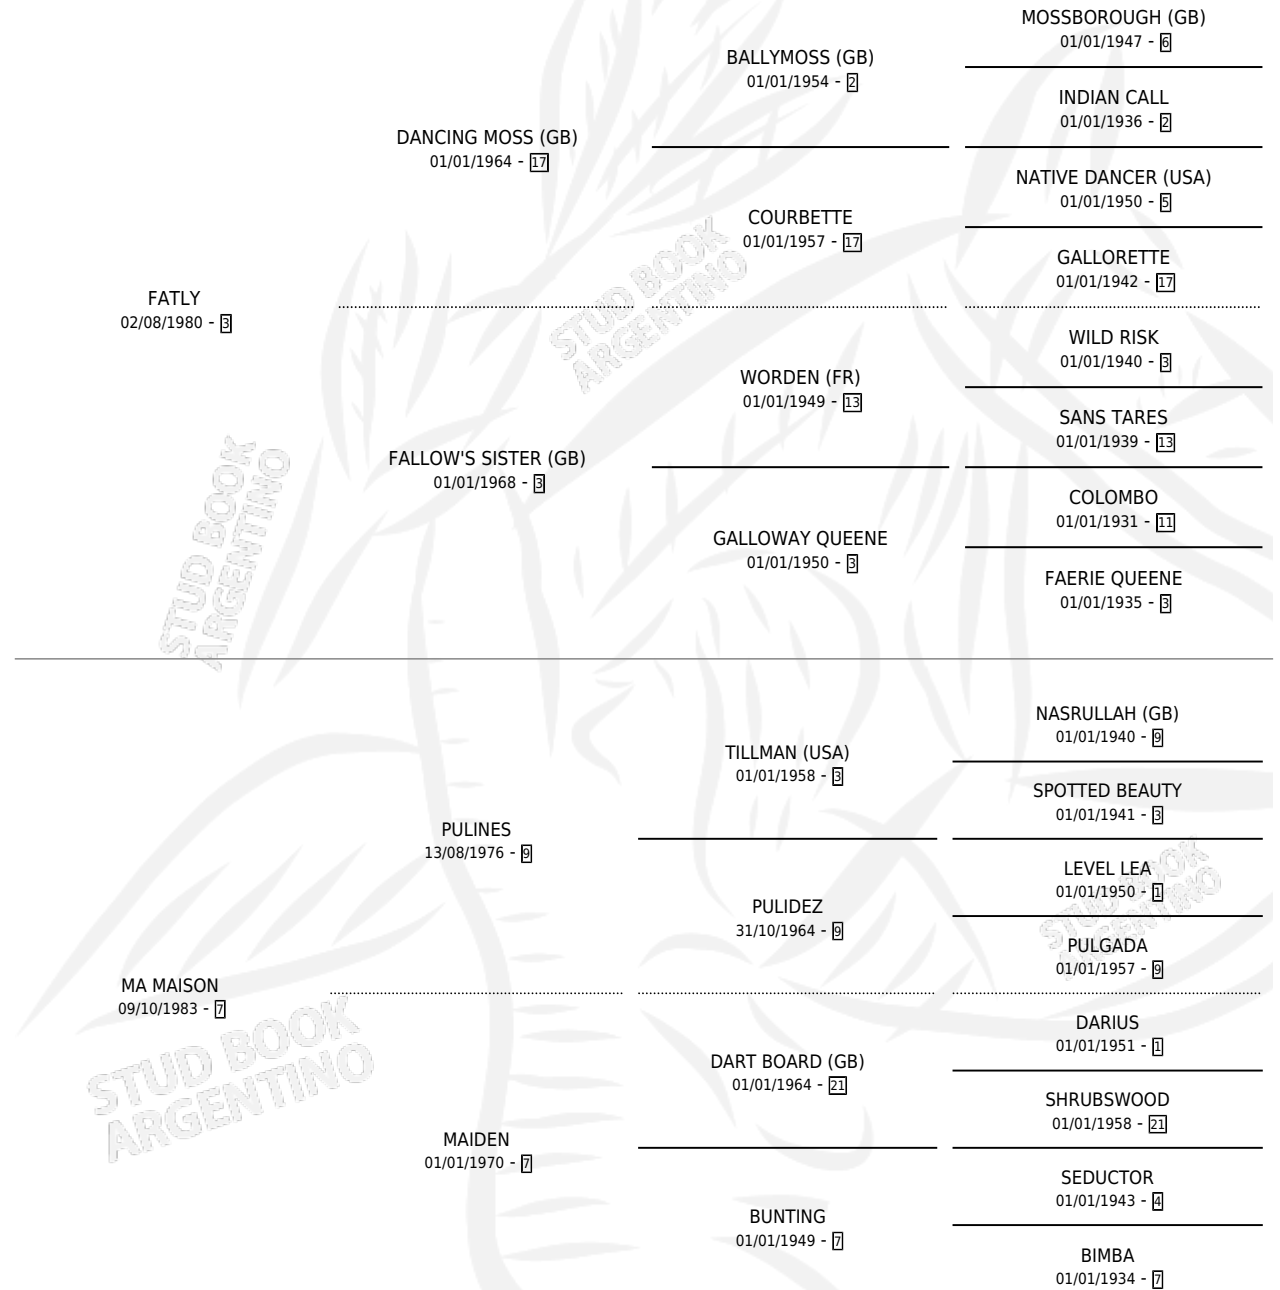 MOSSBOROUGH (GB)
01/01/1947 - 6
BALLYMOSS (GB)
01/01/1954 - 2
INDIAN CALL
01/01/1936 - 2
DANCING MOSS (GB)
01/01/1964 - 17
NATIVE DANCER (USA)
01/01/1950 - 5
COURBETTE
01/01/1957 - 17
GALLORETTE
01/01/1942 - 17
FATLY
02/08/1980 - 3
WILD RISK
01/01/1940 - 3
WORDEN (FR)
01/01/1949 - 13
SANS TARES
01/01/1939 - 13
FALLOW'S SISTER (GB)
01/01/1968 - 3
COLOMBO
01/01/1931 - 11
GALLOWAY QUEENE
01/01/1950 - 3
FAERIE QUEENE
01/01/1935 - 3
NASRULLAH (GB)
01/01/1940 - 9
TILLMAN (USA)
01/01/1958 - 3
SPOTTED BEAUTY
01/01/1941 - 3
PULINES
13/08/1976 - 9
LEVEL LEA
01/01/1950 - 1
PULIDEZ
31/10/1964 - 9
PULGADA
01/01/1957 - 9
MA MAISON
09/10/1983 - 7
DARIUS
01/01/1951 - 1
DART BOARD (GB)
01/01/1964 - 21
SHRUBSWOOD
01/01/1958 - 21
MAIDEN
01/01/1970 - 7
SEDUCTOR
01/01/1943 - 4
BUNTING
01/01/1949 - 7
BIMBA
01/01/1934 - 7
STUD BOOK
ARGENTINO
STUD BOOK
ARGENTINO
STUD BOOK
ARGENTINO
STUD BOOK
ARGENTINO